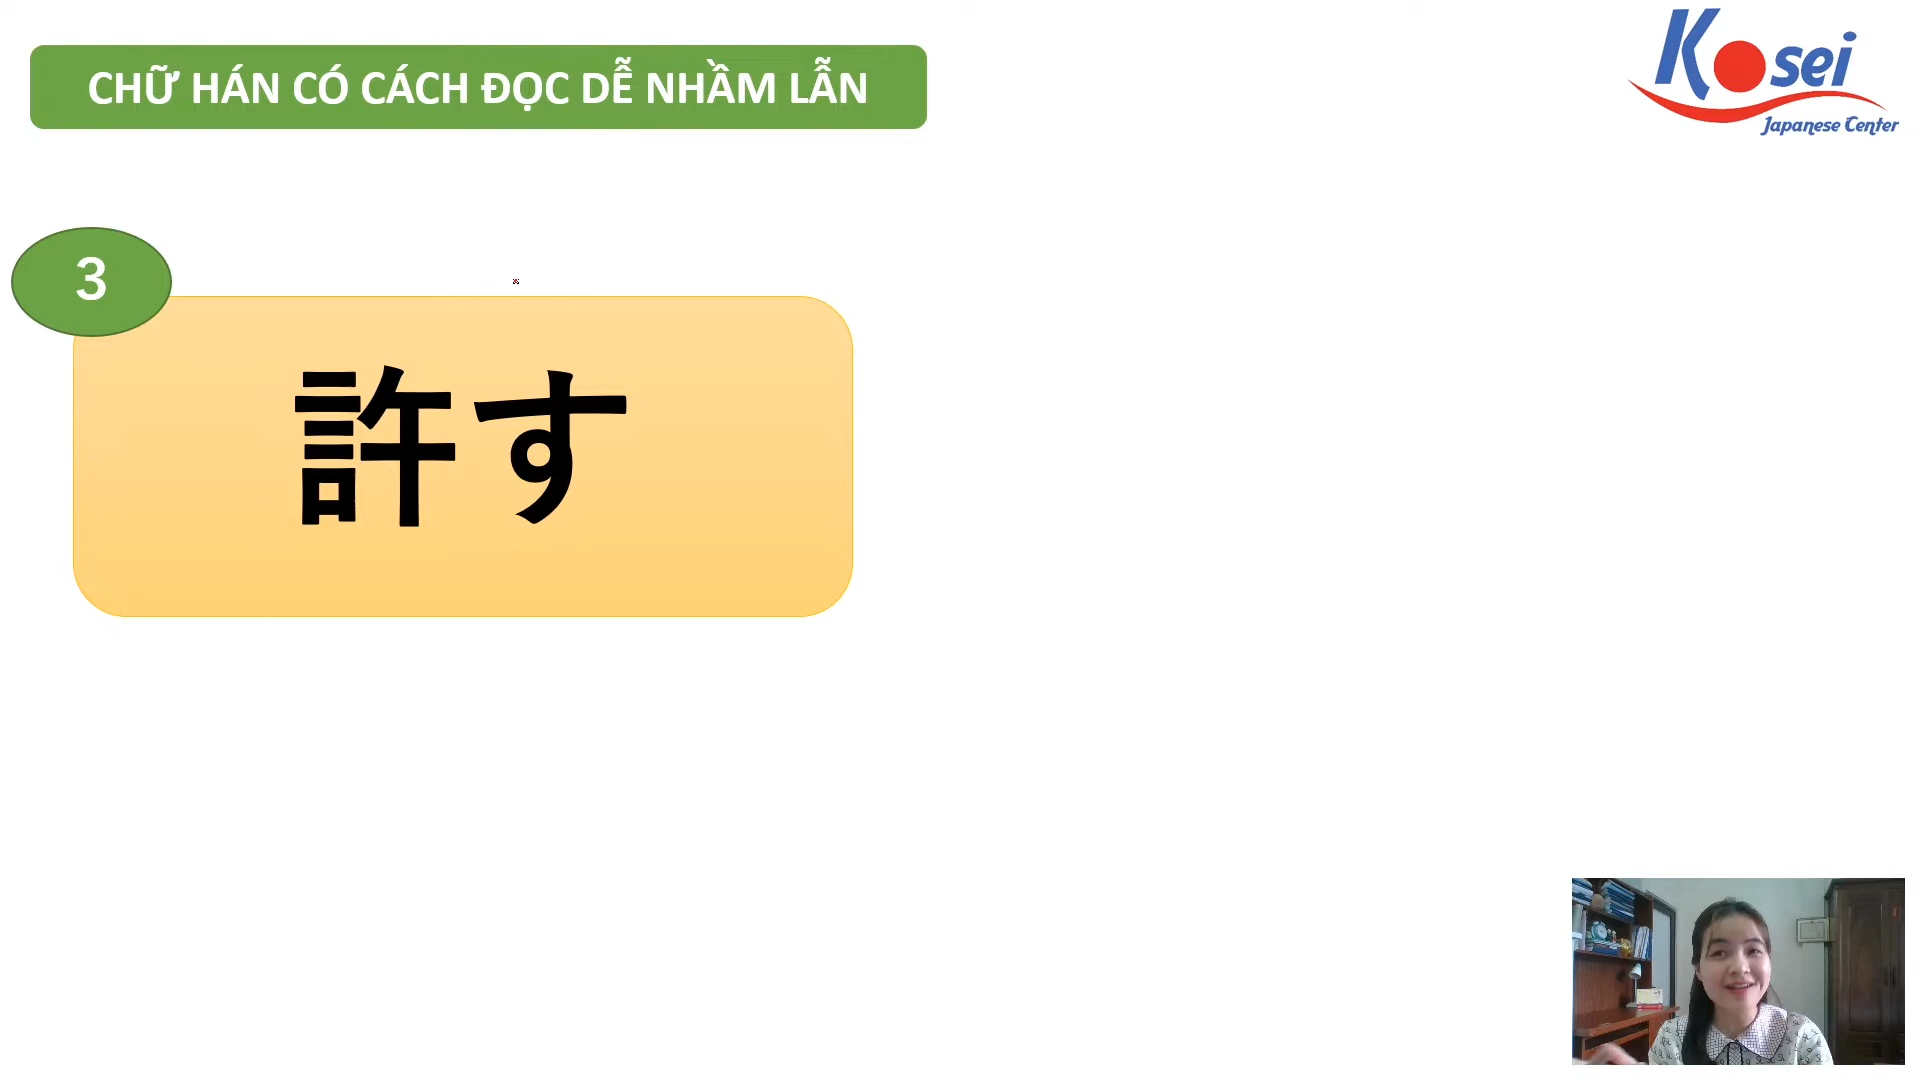 CHỮ HÁN CÓ CÁCH ĐỌC DỄ NHẦM LẪN
Kosei
Japanese Center
3
許す